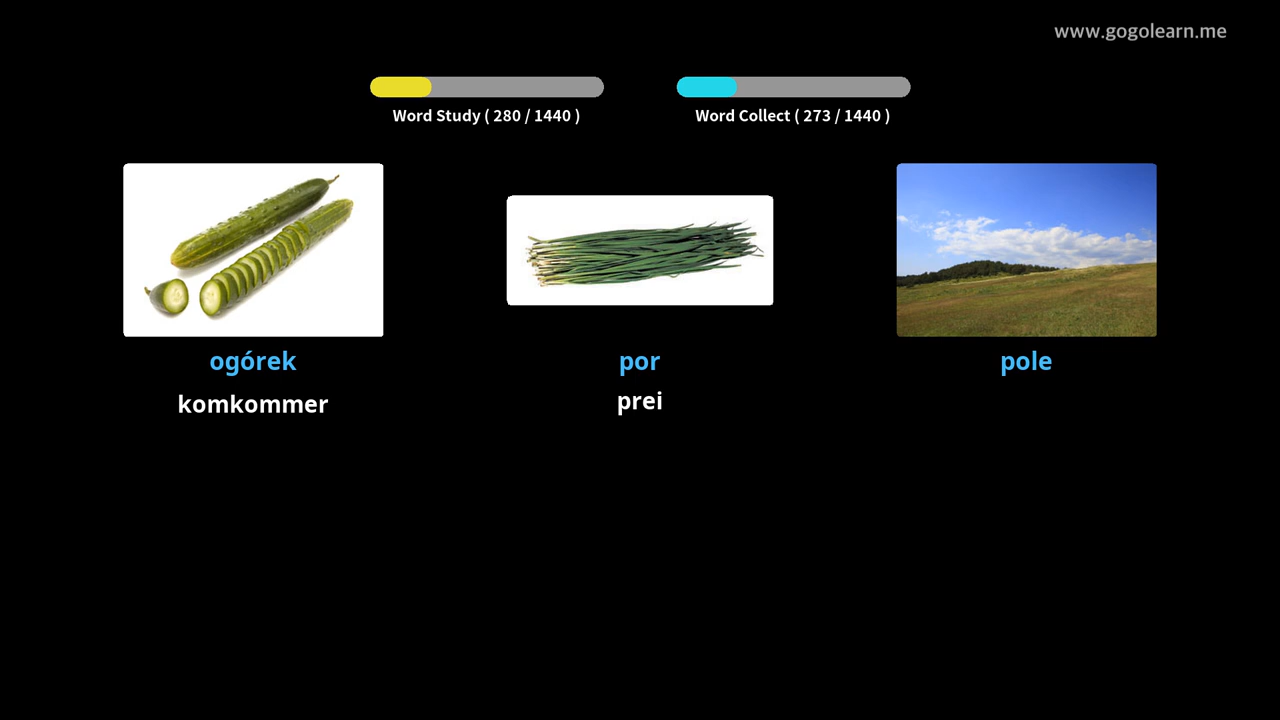 www.gogolearn.me
Word Study ( 280 / 1440 )
Word Collect ( 273 / 1440 )
ogórek
por
pole
komkommer
prei